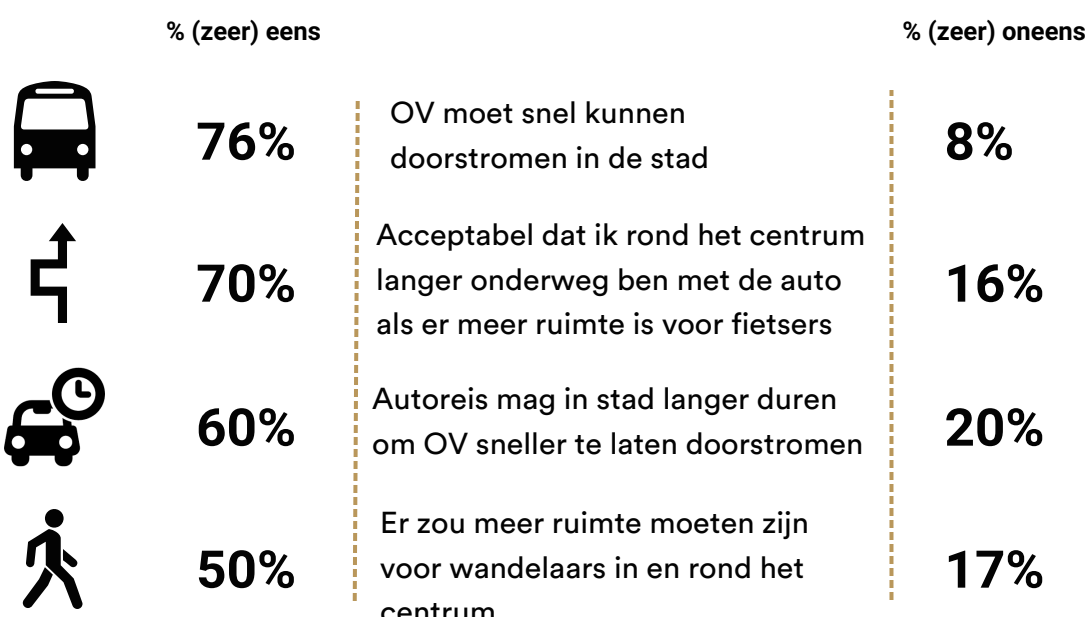 % (zeer) eens
% (zeer) oneens
76%
OV moet snel kunnen
doorstromen in de stad
8%
70%
Acceptabel dat ik rond het centrum
langer onderweg ben met de auto
als er meer ruimte is voor fietsers
16%
60%
Autoreis mag in stad langer duren
om OV sneller te laten doorstromen
20%
50%
Er zou meer ruimte moeten zijn
voor wandelaars in en rond het
centrum
17%